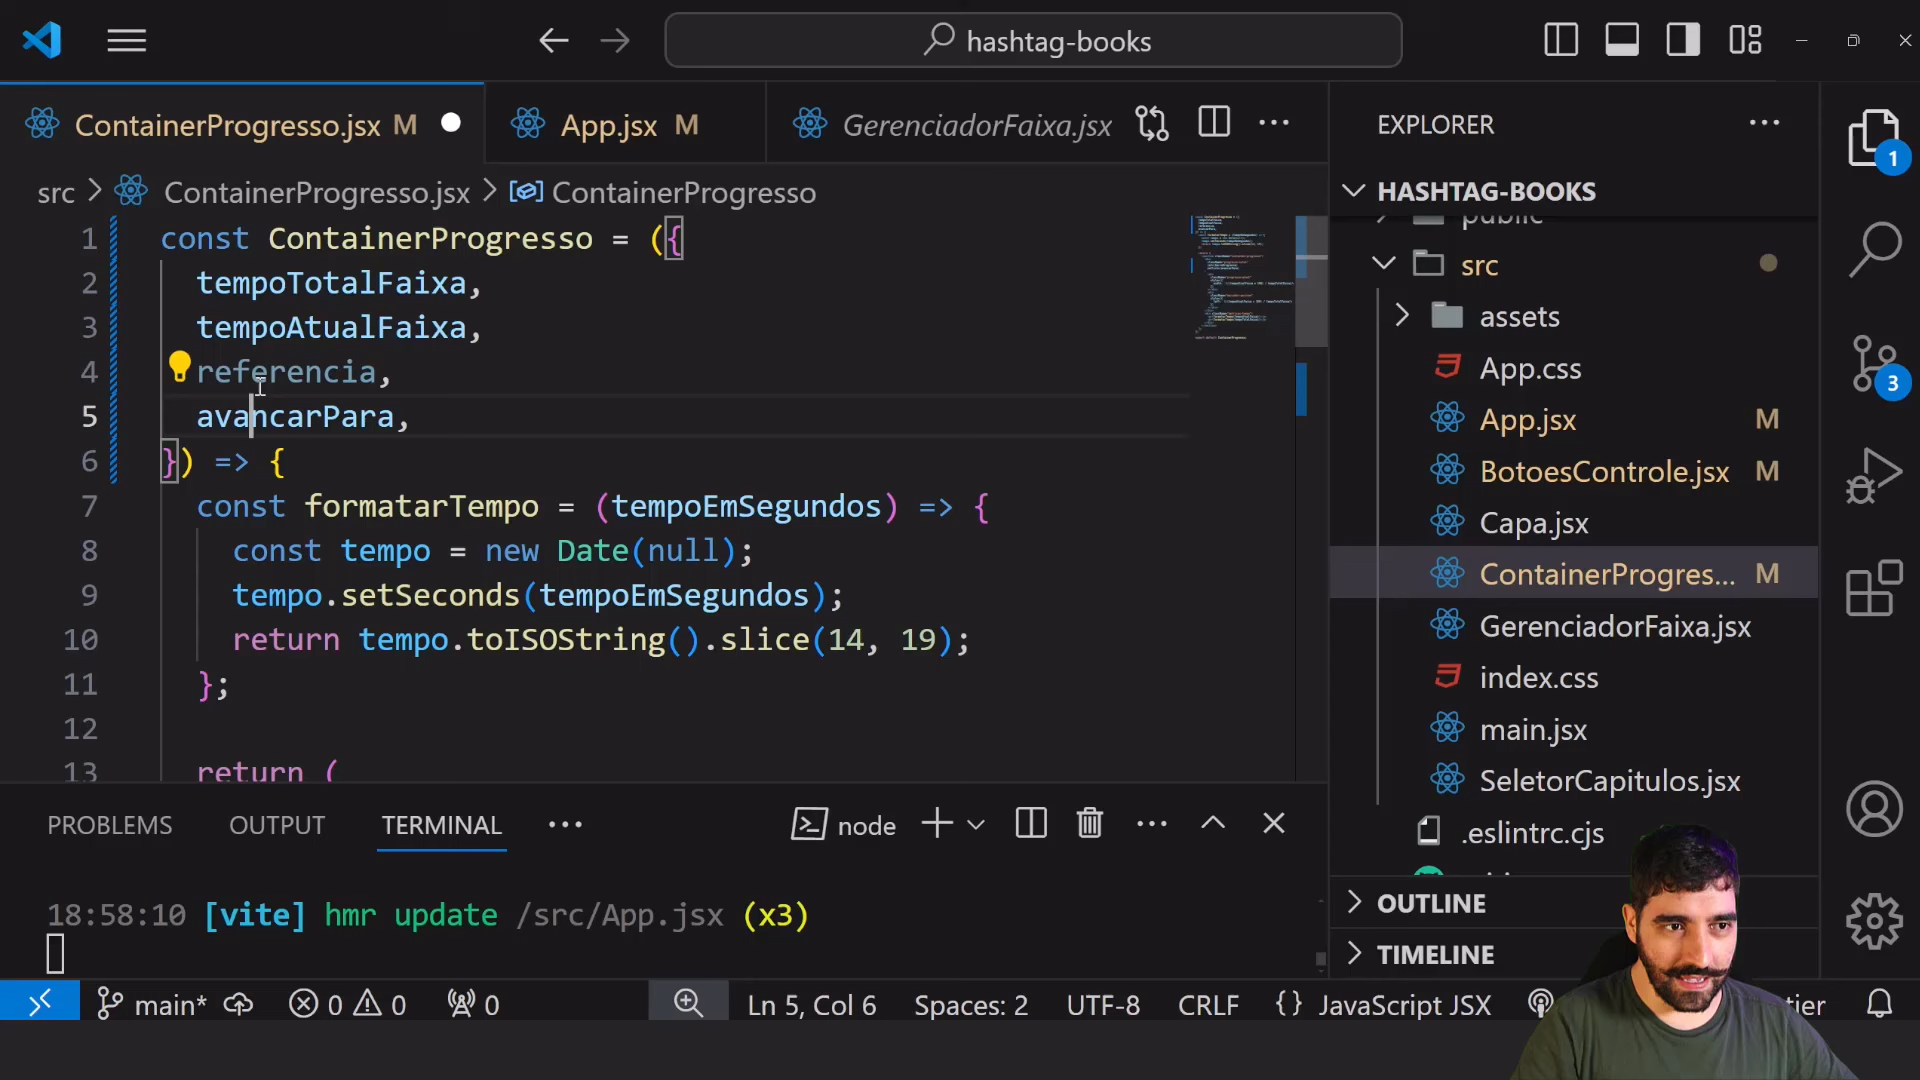 hashtag-books
ContainerProgresso.jsx M
App.jsx M
GerenciadorFaixa.jsx
src > ContainerProgresso.jsx > ContainerProgresso
1 const ContainerProgresso = ({
2 tempoTotalFaixa,
3 tempoAtualFaixa,
4 referencia,
5 avancarPara,
6 }) => {
7 const formatarTempo = (tempoEmSegundos) => {
8 const tempo = new Date(null);
9 tempo.setSeconds(tempoEmSegundos);
10 return tempo.toISOString().slice(14, 19);
11 };
12
13 return (
PROBLEMS OUTPUT TERMINAL ...
node
18:58:10 [vite] hmr update /src/App.jsx (x3)
EXPLORER
HASHTAG-BOOKS
public
src
assets
App.css
App.jsx M
BotoesControle.jsx M
Capa.jsx
ContainerProgres... M
GerenciadorFaixa.jsx
index.css
main.jsx
SeletorCapitulos.jsx
.eslintrc.cjs
OUTLINE
TIMELINE
1
3
main* 0 0 0 Ln 5, Col 6 Spaces: 2 UTF-8 CRLF {} JavaScript JSX